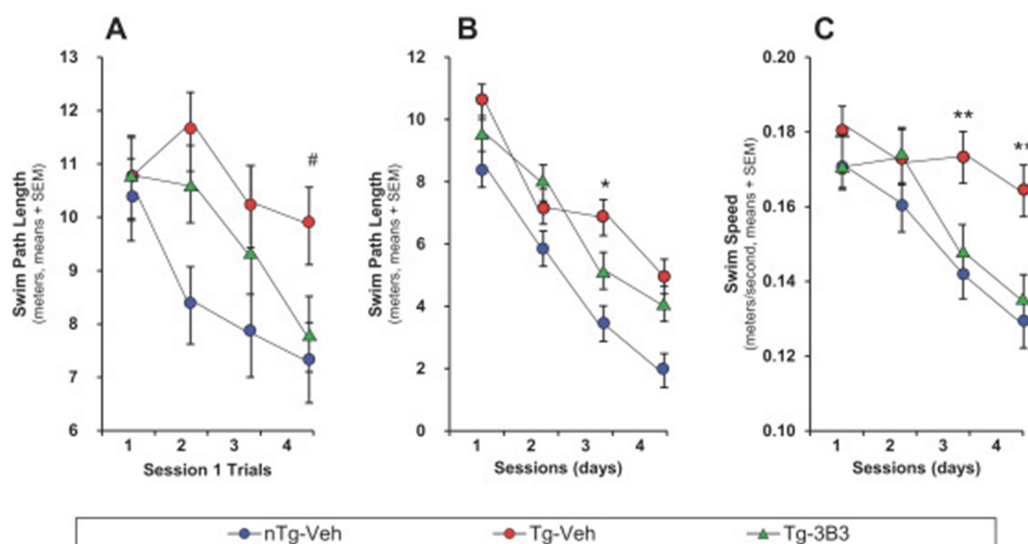 A
Swim Path Length
(meters, means + SEM)
13
12
11
10
9
8
7
6
#
1 2 3 4
Session 1 Trials
B
Swim Path Length
(meters, means + SEM)
12
10
8
6
4
2
0
*
1 2 3 4
Sessions (days)
C
Swim Speed
(meters/second, means + SEM)
0.20
0.18
0.16
0.14
0.12
0.10
**
**
1 2 3 4
Sessions (days)
nTg-Veh Tg-Veh Tg-3B3